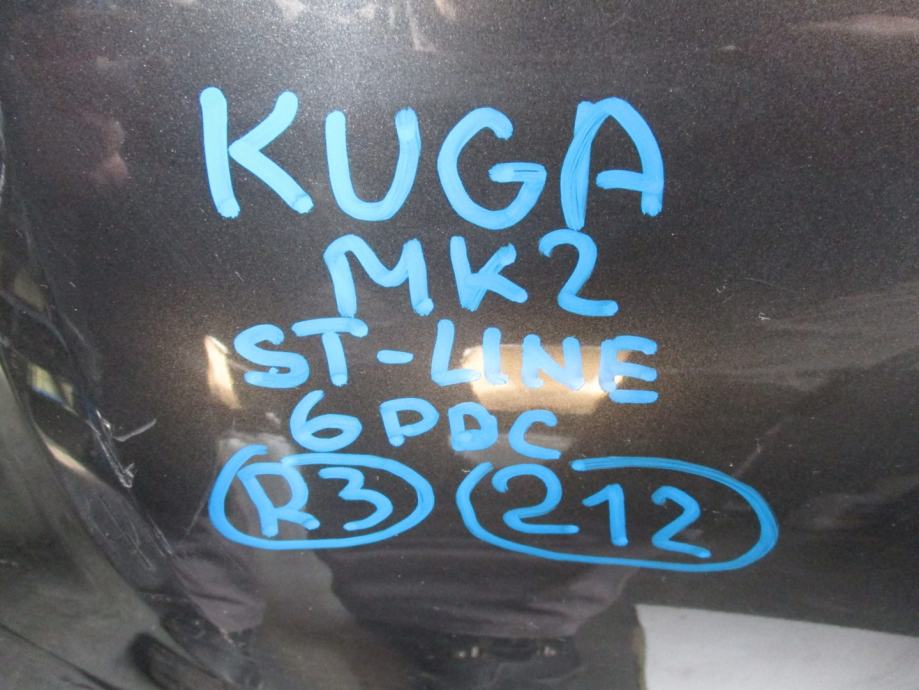 KUGA
MK2
ST-LINE
6PDC
R3 212